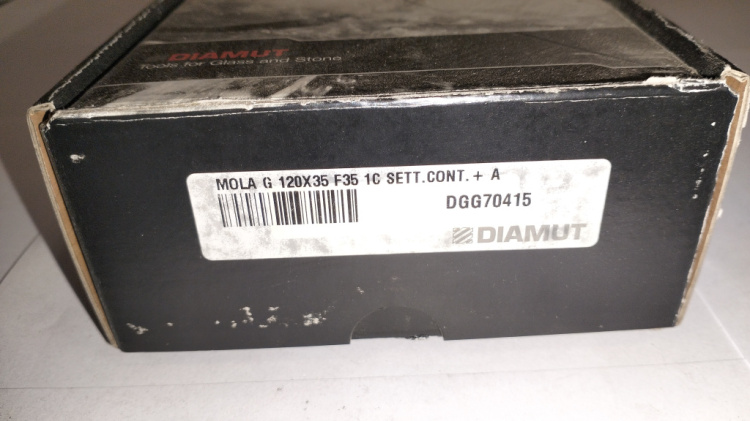 DIAMUT
Tools for Glass and Stone
MOLA G 120X35 F35 1C SETT.CONT.+ A
DGG70415
DIAMUT